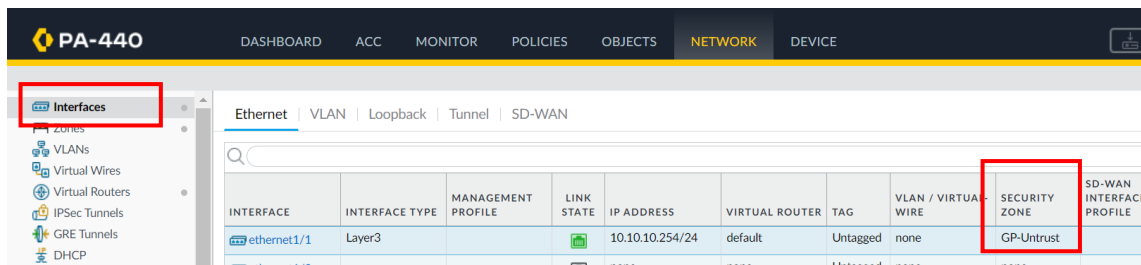 PA-440 DASHBOARD ACC MONITOR POLICIES OBJECTS NETWORK DEVICE
Interfaces
Zones
VLANs
Virtual Wires
Virtual Routers
IPSec Tunnels
GRE Tunnels
DHCP
Ethernet | VLAN | Loopback | Tunnel | SD-WAN
INTERFACE INTERFACE TYPE MANAGEMENT PROFILE LINK STATE IP ADDRESS VIRTUAL ROUTER TAG VLAN / VIRTUAL-WIRE SECURITY ZONE SD-WAN INTERFACE PROFILE
ethernet1/1 Layer3 10.10.10.254/24 default Untagged none GP-Untrust